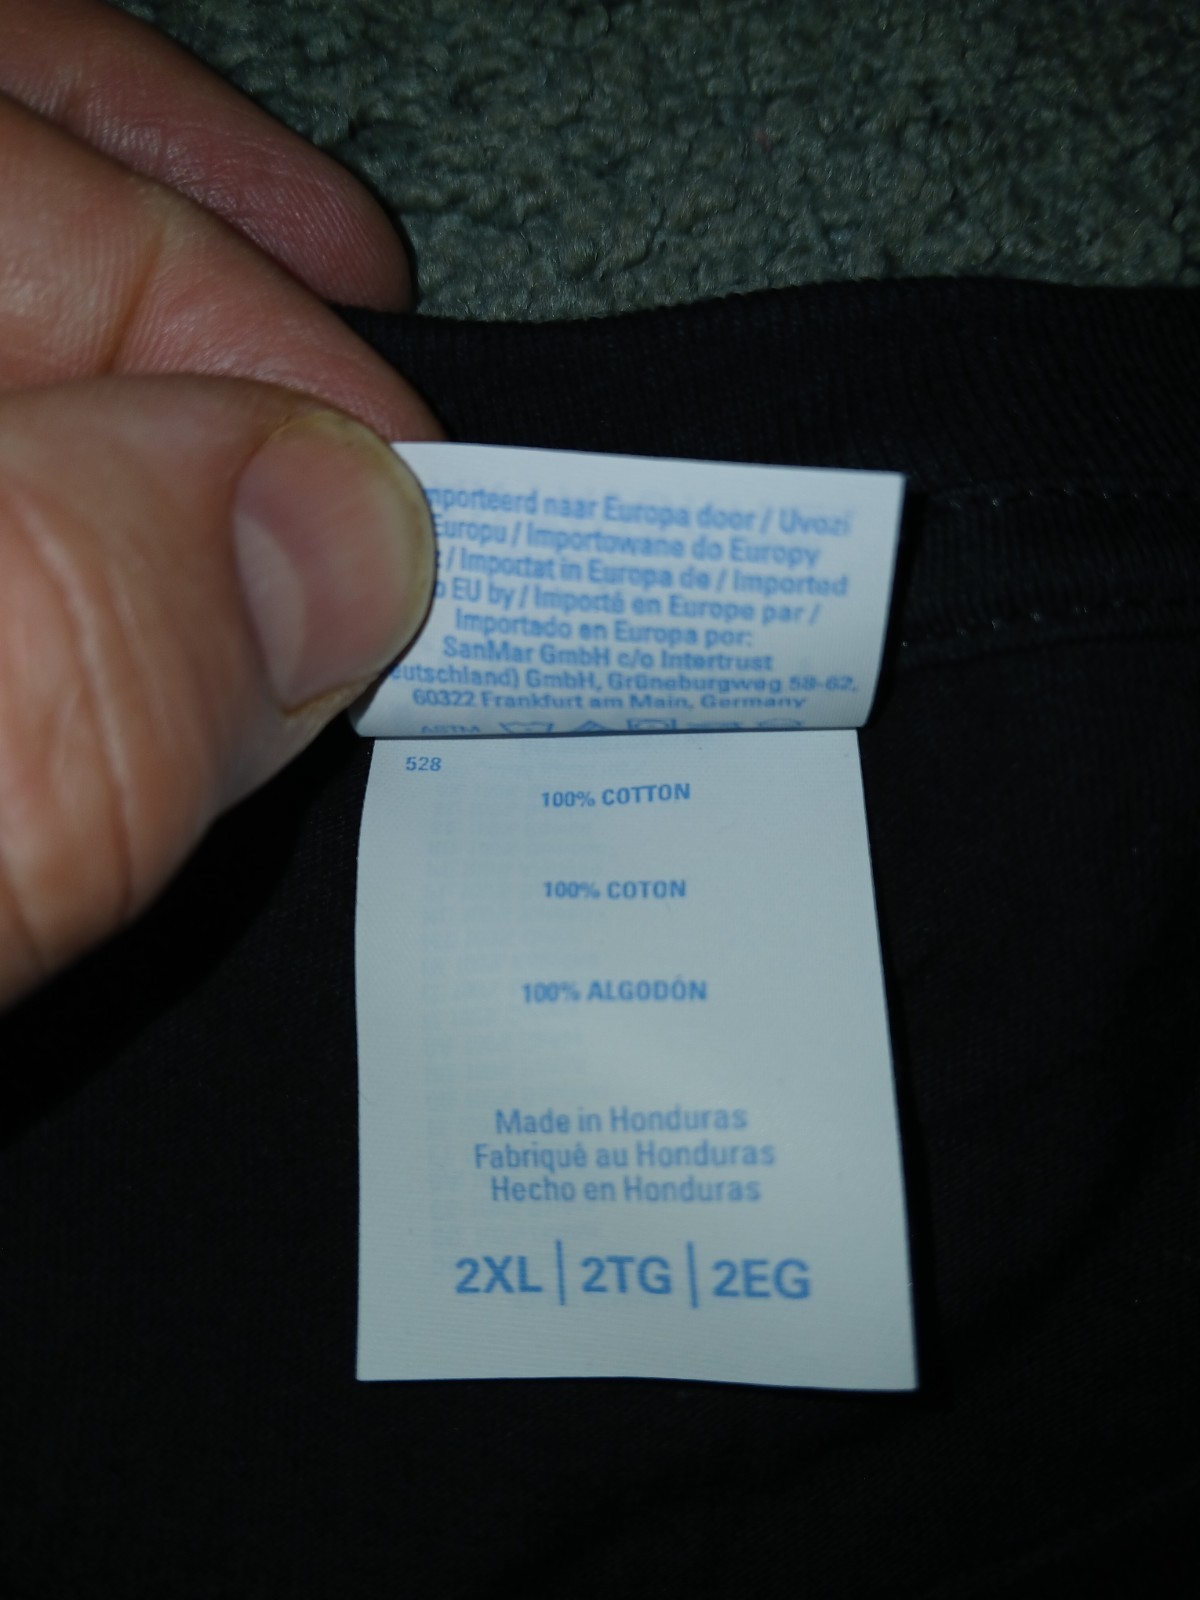 mporteerd naar Europa door / Uvozi
Europu / Importowane do Europy
/ Importat in Europa de / Imported
o EU by / Importé en Europe par /
Importado en Europa por:
SanMar GmbH c/o Intertrust
eutschland) GmbH, Grüneburgweg 58-62,
60322 Frankfurt am Main, Germany
ASTM
528
100% COTTON
100% COTON
100% ALGODÓN
Made in Honduras
Fabriqué au Honduras
Hecho en Honduras
2XL | 2TG | 2EG